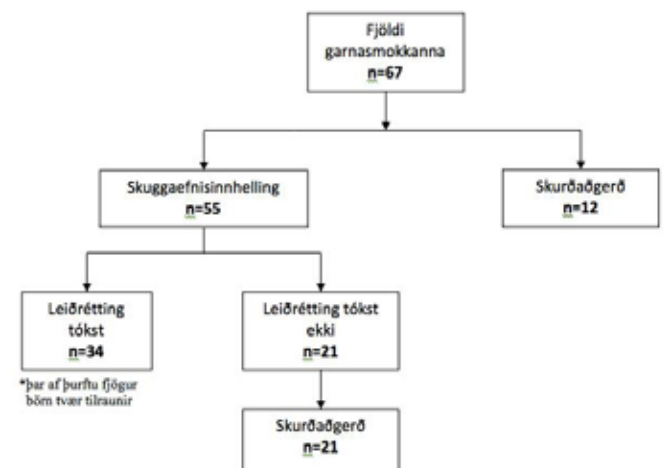 Fjöldi
garnasmokkanna
n=67
Skuggaefnisinnhelling
n=55
Skurðaðgerð
n=12
Leiðrétting
tókst
n=34
Leiðrétting tókst
ekki
n=21
*þar af þurftu fjögur
börn tvær tilraunir
Skurðaðgerð
n=21